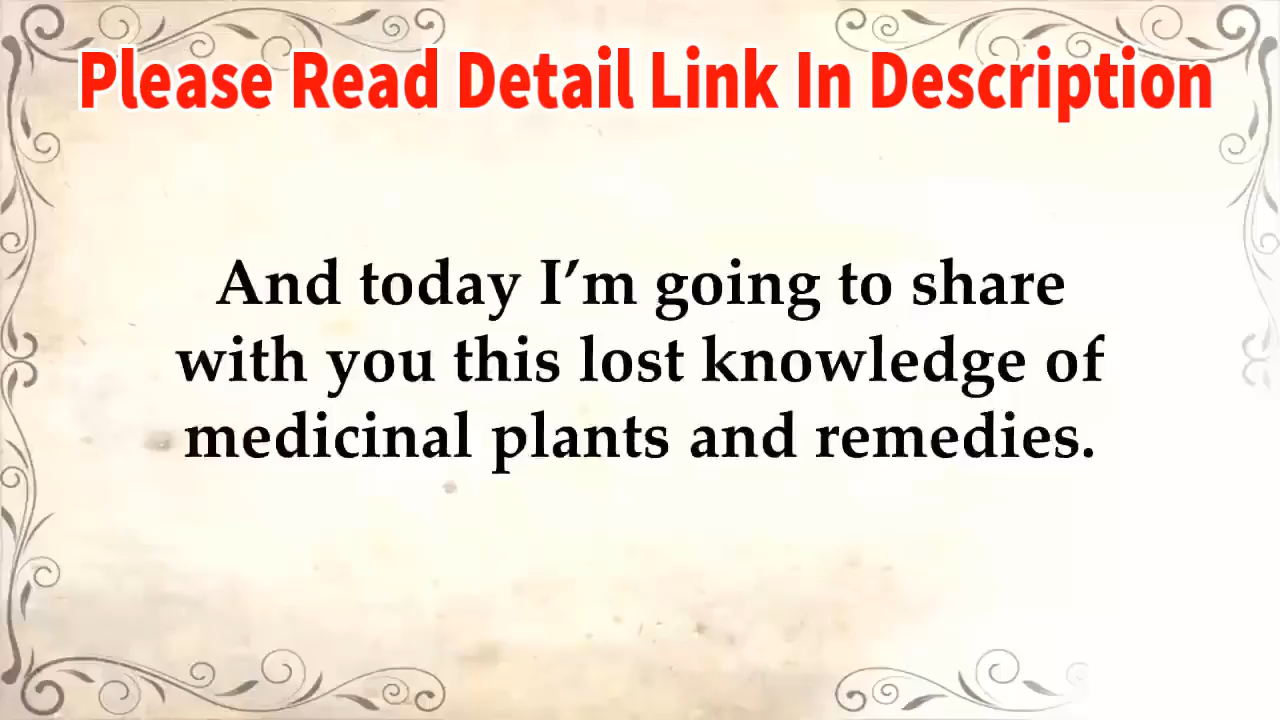 Please Read Detail Link In Description
And today I’m going to share
with you this lost knowledge of
medicinal plants and remedies.